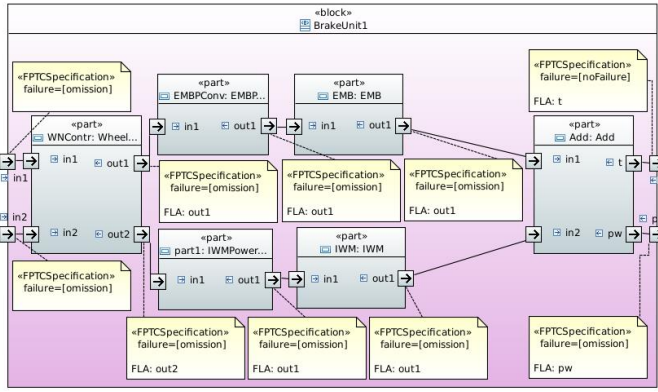 «block»
BrakeUnit1
«FPTCSpecification»
failure=[omission]
«part»
EMBPConv: EMBP...
in1
out1
«part»
EMB: EMB
in1
out1
«FPTCSpecification»
failure=[noFailure]
FLA: t
«part»
WNContr: Wheel...
in1
out1
in2
out2
in1
in2
«part»
Add: Add
in1
t
in2
pw
p
«FPTCSpecification»
failure=[omission]
FLA: out1
«FPTCSpecification»
failure=[omission]
FLA: out1
«FPTCSpecification»
failure=[omission]
FLA: out1
«part»
part1: IWMPower...
in1
out1
«part»
IWM: IWM
in1
out1
«FPTCSpecification»
failure=[omission]
«FPTCSpecification»
failure=[omission]
FLA: out2
«FPTCSpecification»
failure=[omission]
FLA: out1
«FPTCSpecification»
failure=[omission]
FLA: out1
«FPTCSpecification»
failure=[omission]
FLA: pw